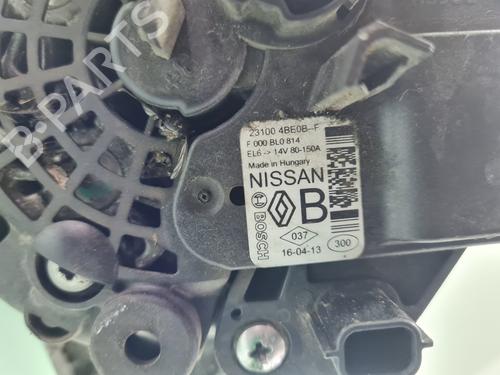 B-PARTS
23100 4BE0B--F
F 000 BL0 814
EL6 -> 14V 80-150A
Made in Hungary
NISSAN
BOSCH
B
037
16-04-13
300